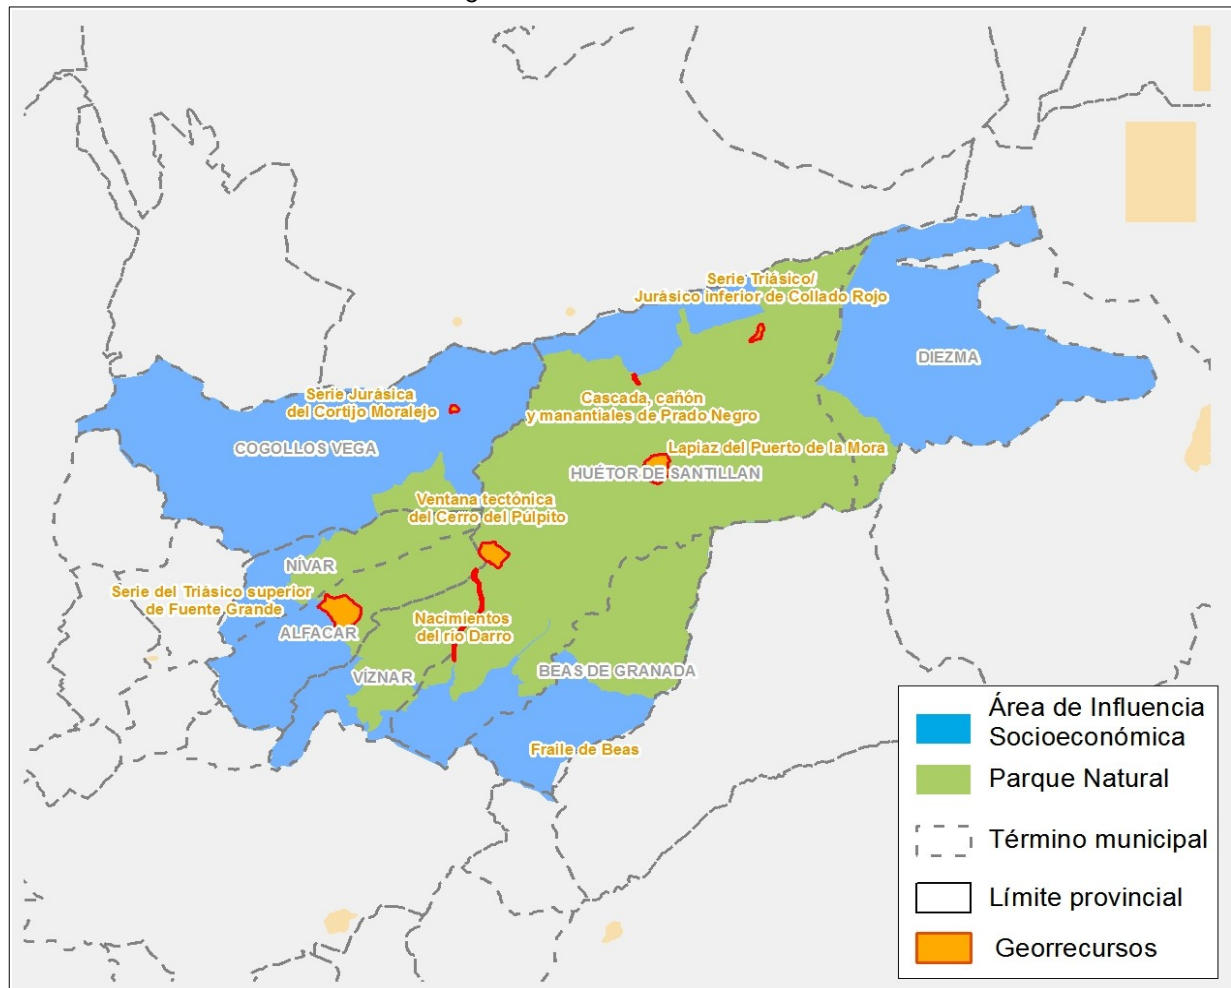 Serie Triásico/
Jurásico inferior de Collado Rojo
DIEZMA
Serie Jurásica
del Cortijo Moralejo
Cascada, cañón
y manantiales de Prado Negro
COGOLLOS VEGA
Lapiaz del Puerto de la Mora
HUÉTOR DE SANTILLAN
Ventana tectónica
del Cerro del Púlpito
NÍVAR
Serie del Triásico superior
de Fuente Grande
ALFACAR
Nacimientos
del río Darro
VÍZNAR
BEAS DE GRANADA
Fraile de Beas
Área de Influencia
Socioeconómica
Parque Natural
Término municipal
Límite provincial
Georrecursos